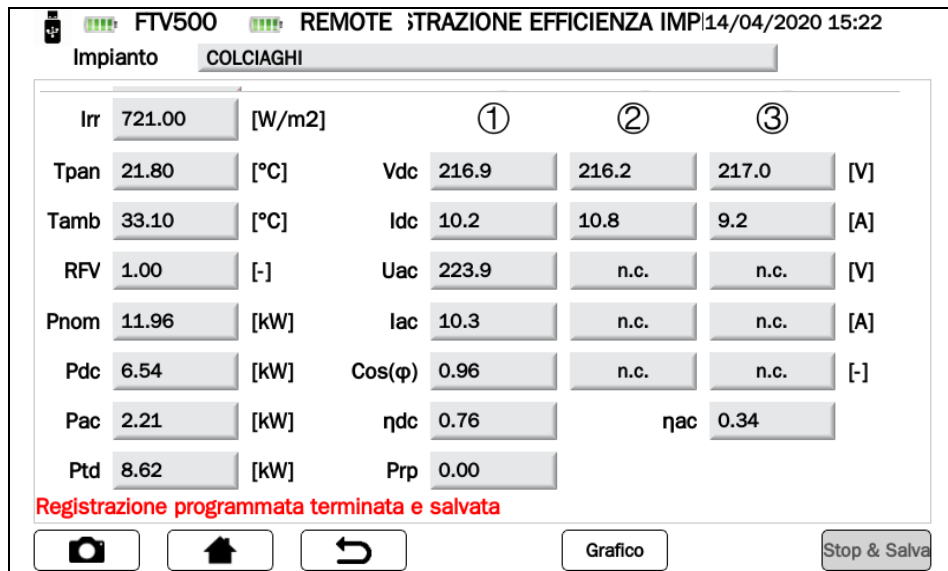 FTV500 REMOTE STRAZIONE EFFICIENZA IMP 14/04/2020 15:22
Impianto COLCIAGHI
Irr 721.00 [W/m2] ① ② ③
Tpan 21.80 [°C] Vdc 216.9 216.2 217.0 [V]
Tamb 33.10 [°C] Idc 10.2 10.8 9.2 [A]
RFV 1.00 [-] Uac 223.9 n.c. n.c. [V]
Pnom 11.96 [kW] Iac 10.3 n.c. n.c. [A]
Pdc 6.54 [kW] Cos(φ) 0.96 n.c. n.c. [-]
Pac 2.21 [kW] ηdc 0.76 ηac 0.34
Ptd 8.62 [kW] Prp 0.00
Registrazione programmata terminata e salvata
Grafico Stop & Salva